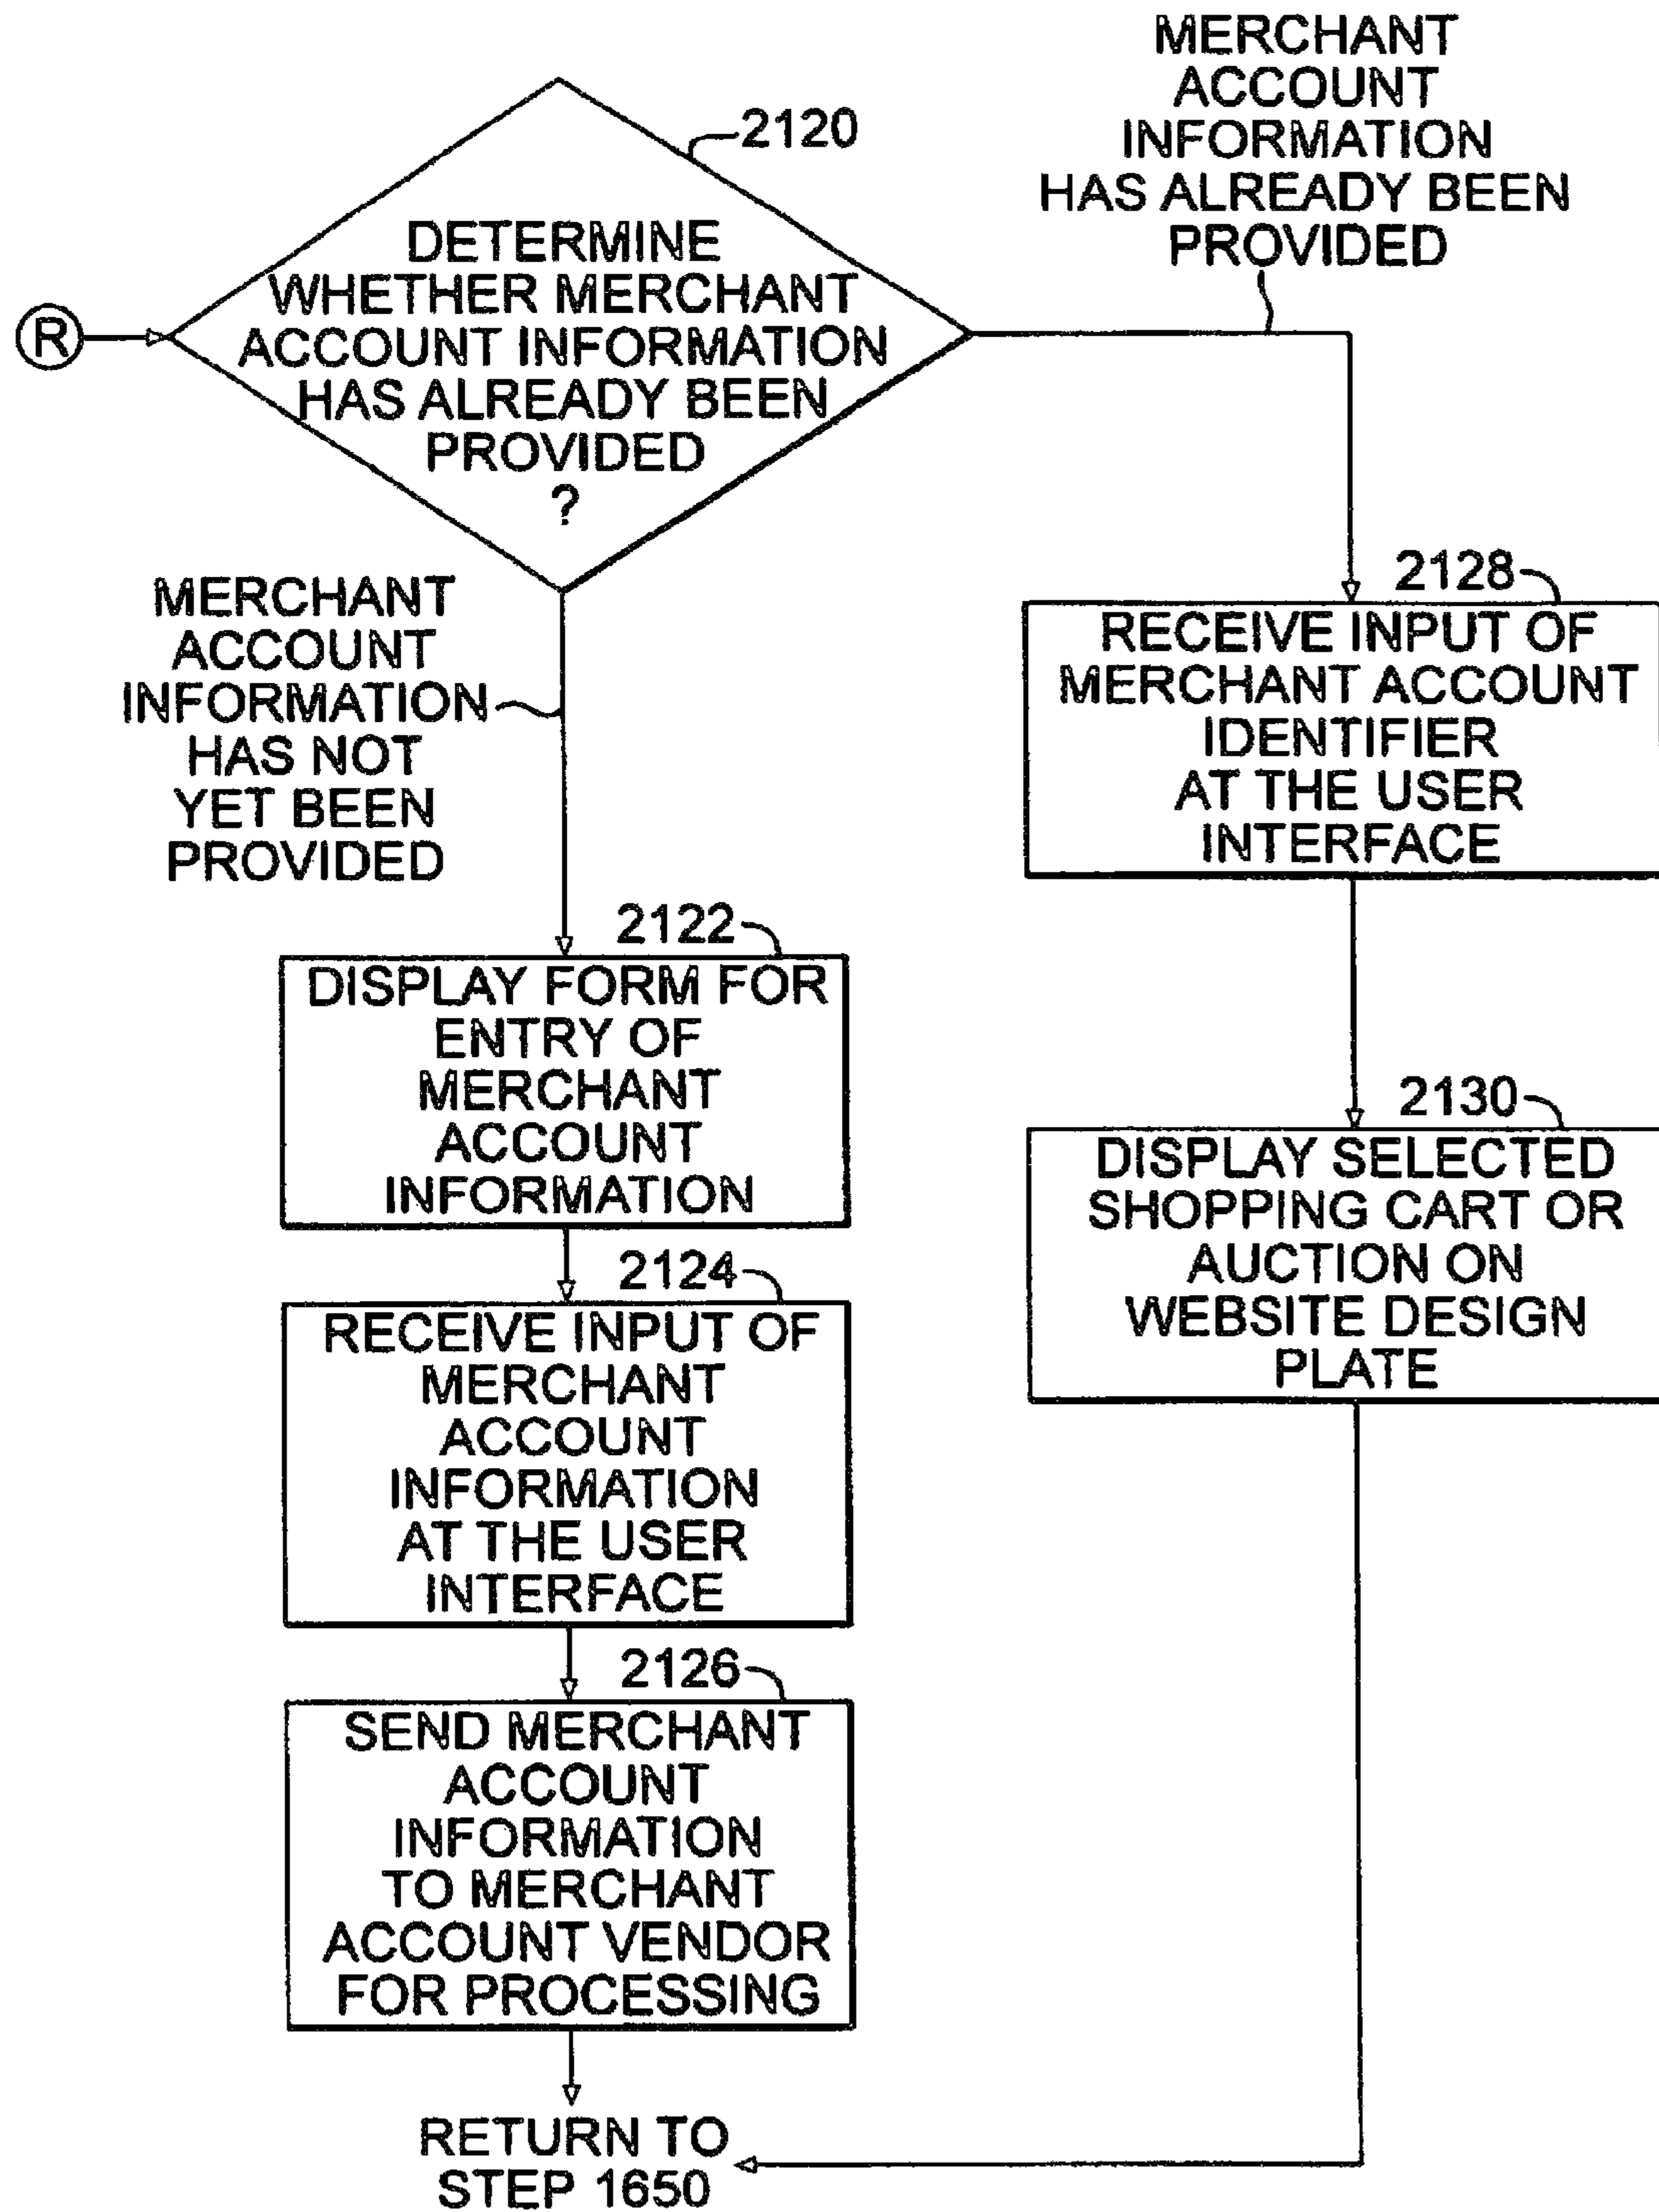 R
2120
DETERMINE
WHETHER MERCHANT
ACCOUNT INFORMATION
HAS ALREADY BEEN
PROVIDED
?
MERCHANT
ACCOUNT
INFORMATION
HAS ALREADY BEEN
PROVIDED
MERCHANT
ACCOUNT
INFORMATION
HAS NOT
YET BEEN
PROVIDED
2122
DISPLAY FORM FOR
ENTRY OF
MERCHANT
ACCOUNT
INFORMATION
2124
RECEIVE INPUT OF
MERCHANT
ACCOUNT
INFORMATION
AT THE USER
INTERFACE
2126
SEND MERCHANT
ACCOUNT
INFORMATION
TO MERCHANT
ACCOUNT VENDOR
FOR PROCESSING
2128
RECEIVE INPUT OF
MERCHANT ACCOUNT
IDENTIFIER
AT THE USER
INTERFACE
2130
DISPLAY SELECTED
SHOPPING CART OR
AUCTION ON
WEBSITE DESIGN
PLATE
RETURN TO
STEP 1650